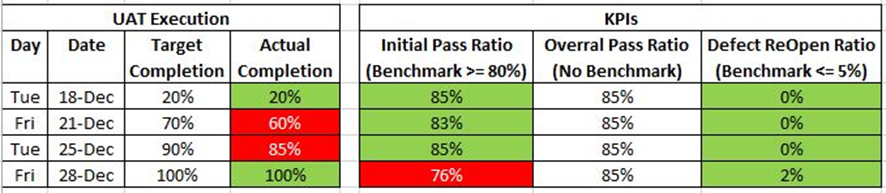 UAT Execution KPIs
Day Date Target Completion Actual Completion Initial Pass Ratio (Benchmark >= 80%) Overral Pass Ratio (No Benchmark) Defect ReOpen Ratio (Benchmark <= 5%)
Tue 18-Dec 20% 20% 85% 85% 0%
Fri 21-Dec 70% 60% 83% 85% 0%
Tue 25-Dec 90% 85% 85% 85% 0%
Fri 28-Dec 100% 100% 76% 85% 2%